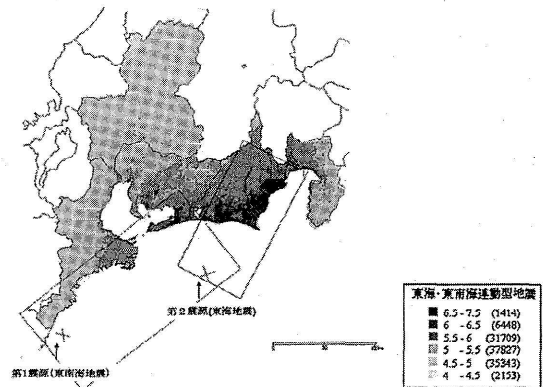 第2震源(東海地震)
第1震源(東南海地震)
東海・東南海連動型地震
6.5 - 7.5 (1414)
6 - 6.5 (6448)
5.5 - 6 (31709)
5 - 5.5 (37827)
4.5 - 5 (35343)
4 - 4.5 (2153)